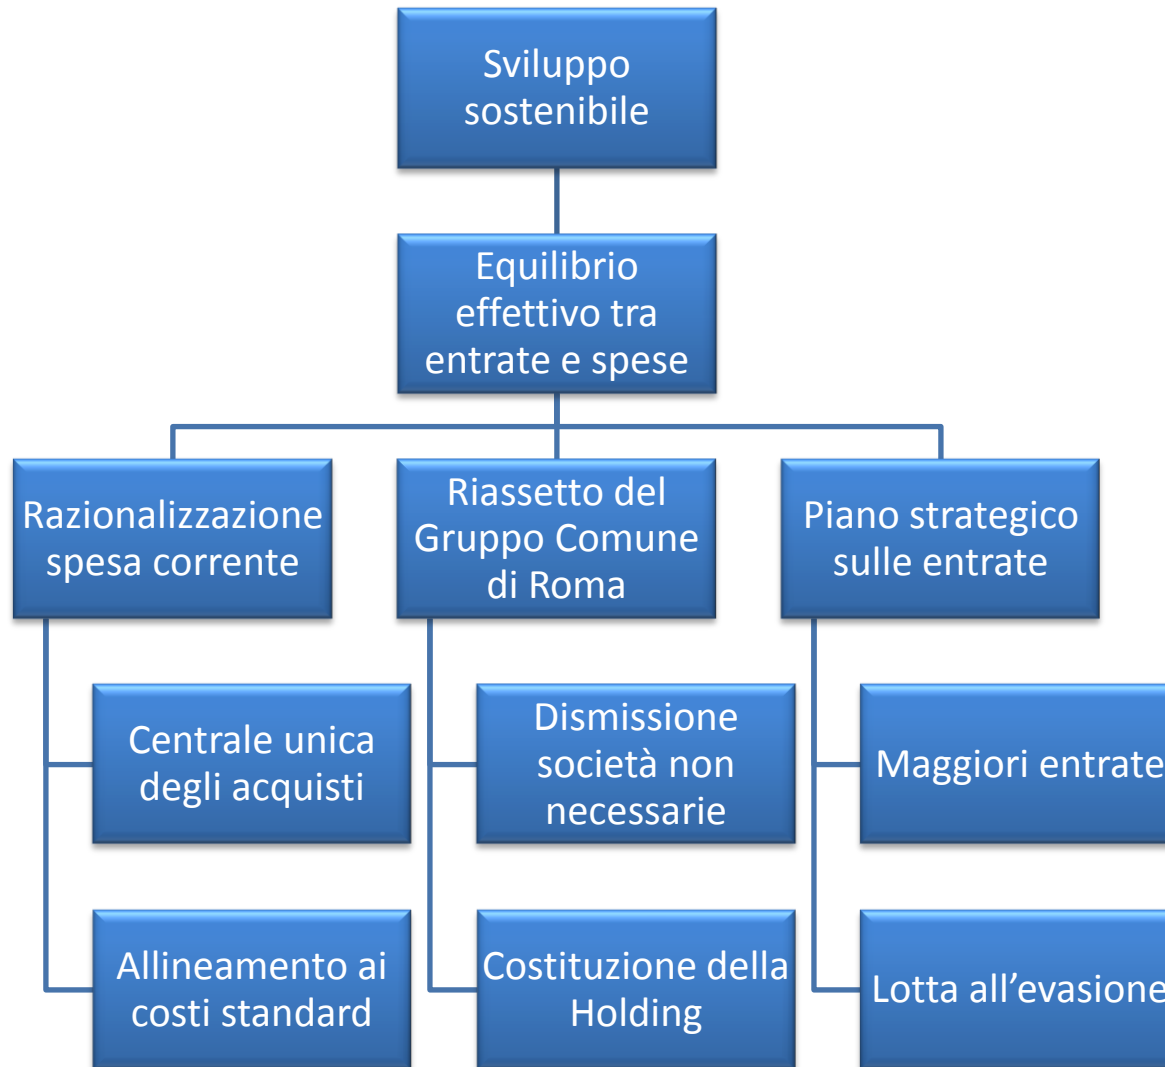 Sviluppo
sostenibile
Equilibrio
effettivo tra
entrate e spese
Razionalizzazione
spesa corrente
Riassetto del
Gruppo Comune
di Roma
Piano strategico
sulle entrate
Centrale unica
degli acquisti
Dismissione
società non
necessarie
Maggiori entrate
Allineamento ai
costi standard
Costituzione della
Holding
Lotta all’evasione